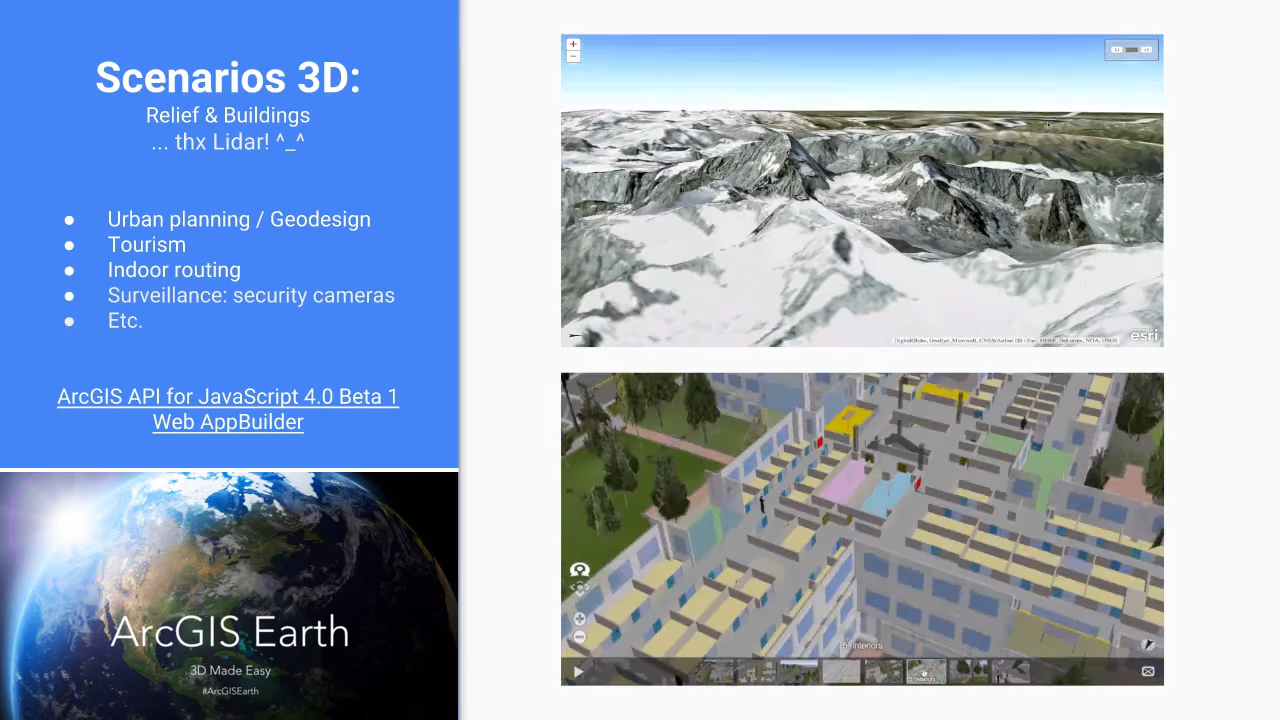 Scenarios 3D:
Relief & Buildings
... thx Lidar! ^_^
● Urban planning / Geodesign
● Tourism
● Indoor routing
● Surveillance: security cameras
● Etc.
ArcGIS API for JavaScript 4.0 Beta 1
Web AppBuilder
ArcGIS Earth
3D Made Easy
#ArcGISEarth
esri